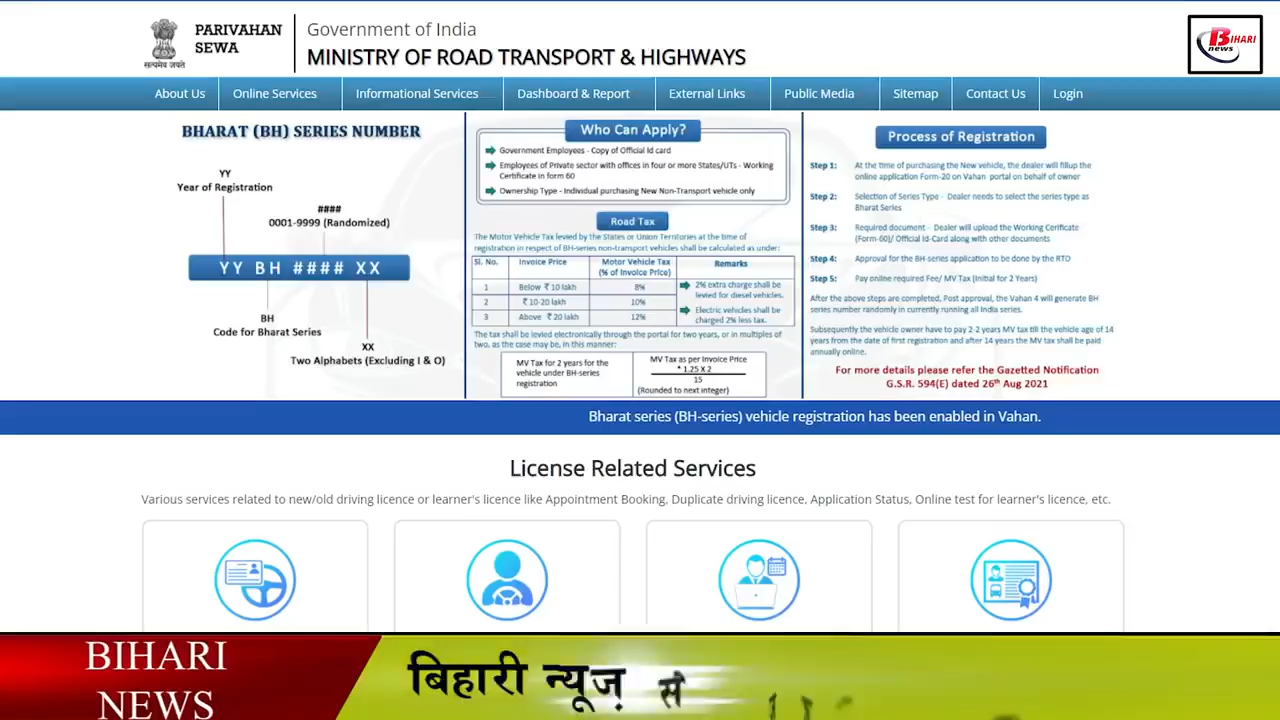 PARIVAHAN
SEWA
सत्यमेव जयते
Government of India
MINISTRY OF ROAD TRANSPORT & HIGHWAYS
BIHARI
news
About Us
Online Services
Informational Services
Dashboard & Report
External Links
Public Media
Sitemap
Contact Us
Login
BHARAT (BH) SERIES NUMBER
YY
Year of Registration
####
0001-9999 (Randomized)
YY BH #### XX
BH
Code for Bharat Series
XX
Two Alphabets (Excluding I & O)
Who Can Apply?
Government Employees - Copy of Official Id card
Employees of Private sector with offices in four or more States/UTs - Working
Certificate in form 60
Ownership Type - Individual purchasing New Non-Transport vehicle only
Road Tax
The Motor Vehicle Tax levied by the States or Union Territories at the time of
registration in respect of BH-series non-transport vehicles shall be calculated as under:
Sl. No. Invoice Price Motor Vehicle Tax Remarks
(% of Invoice Price)
1 Below ₹ 10 lakh 8%
2 ₹ 10-20 lakh 10%
3 Above ₹ 20 lakh 12%
2% extra charge shall be
levied for diesel vehicles.
Electric vehicles shall be
charged 2% less tax.
The tax shall be levied electronically through the portal for two years, or in multiples of
two, as the case may be, in this manner:
MV Tax for 2 years for the
vehicle under BH-series
registration
MV Tax as per Invoice Price
* 1.25 X 2
15
(Rounded to next integer)
Process of Registration
Step 1: At the time of purchasing the New vehicle, the dealer will fillup the
online application Form-20 on Vahan portal on behalf of owner
Step 2: Selection of Series Type - Dealer needs to select the series type as
Bharat Series
Step 3: Required document - Dealer will upload the Working Cerificate
(Form-60)/ Official Id-Card along with other documents
Step 4: Approval for the BH-series application to be done by the RTO
Step 5: Pay online required Fee/ MV Tax (Initial for 2 Years)
After the above steps are completed, Post approval, the Vahan 4 will generate BH
series number randomly in currently running all India series.
Subsequently the vehicle owner have to pay 2-2 years MV tax till the vehicle age of 14
years from the date of first registration and after 14 years the MV tax shall be paid
annually online.
For more details please refer the Gazetted Notification
G.S.R. 594(E) dated 26th Aug 2021
Bharat series (BH-series) vehicle registration has been enabled in Vahan.
License Related Services
Various services related to new/old driving licence or learner's licence like Appointment Booking, Duplicate driving licence, Application Status, Online test for learner's licence, etc.
BIHARI
NEWS
बिहारी न्यूज़